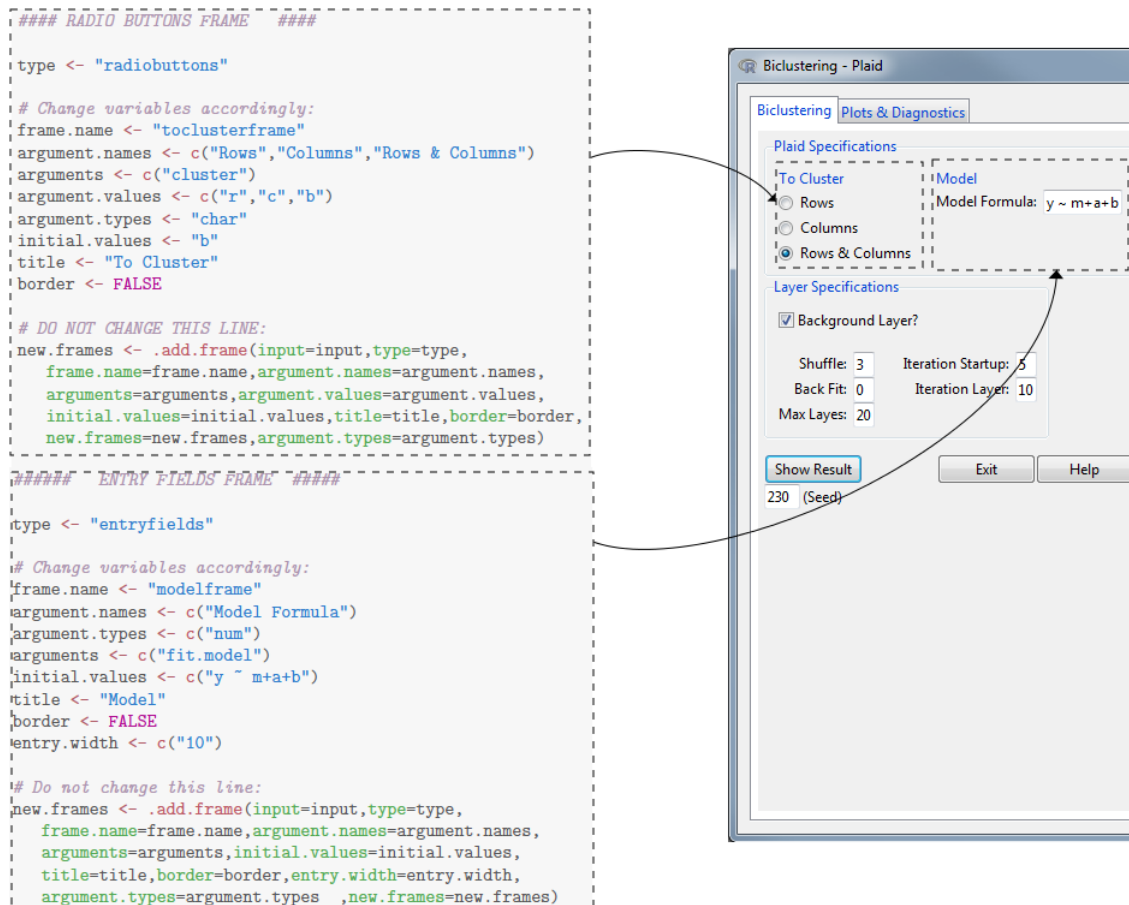 #### RADIO BUTTONS FRAME ####
type <- "radiobuttons"
# Change variables accordingly:
frame.name <- "toclusterframe"
argument.names <- c("Rows","Columns","Rows & Columns")
arguments <- c("cluster")
argument.values <- c("r","c","b")
argument.types <- "char"
initial.values <- "b"
title <- "To Cluster"
border <- FALSE
# DO NOT CHANGE THIS LINE:
new.frames <- .add.frame(input=input,type=type,
frame.name=frame.name,argument.names=argument.names,
arguments=arguments,argument.values=argument.values,
initial.values=initial.values,title=title,border=border,
new.frames=new.frames,argument.types=argument.types)
###### ENTRY FIELDS FRAME #####
type <- "entryfields"
# Change variables accordingly:
frame.name <- "modelframe"
argument.names <- c("Model Formula")
argument.types <- c("num")
arguments <- c("fit.model")
initial.values <- c("y ~ m+a+b")
title <- "Model"
border <- FALSE
entry.width <- c("10")
# Do not change this line:
new.frames <- .add.frame(input=input,type=type,
frame.name=frame.name,argument.names=argument.names,
arguments=arguments,initial.values=initial.values,
title=title,border=border,entry.width=entry.width,
argument.types=argument.types ,new.frames=new.frames)
Biclustering - Plaid
Biclustering Plots & Diagnostics
Plaid Specifications
To Cluster
Rows
Columns
Rows & Columns
Model
Model Formula: y ~ m+a+b
Layer Specifications
Background Layer?
Shuffle: 3 Iteration Startup: 5
Back Fit: 0 Iteration Layer: 10
Max Layes: 20
Show Result Exit Help
230 (Seed)